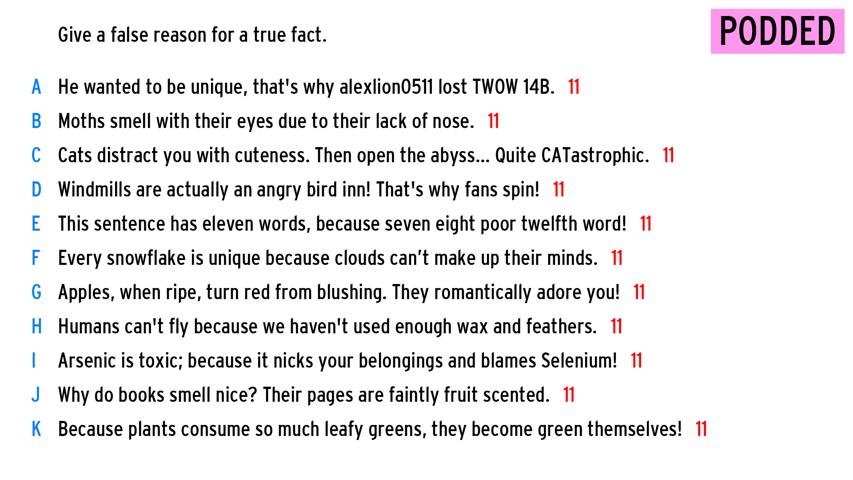 Give a false reason for a true fact.
PODDED
A He wanted to be unique, that's why alexlion0511 lost TWOW 14B. 11
B Moths smell with their eyes due to their lack of nose. 11
C Cats distract you with cuteness. Then open the abyss... Quite CATastrophic. 11
D Windmills are actually an angry bird inn! That's why fans spin! 11
E This sentence has eleven words, because seven eight poor twelfth word! 11
F Every snowflake is unique because clouds can’t make up their minds. 11
G Apples, when ripe, turn red from blushing. They romantically adore you! 11
H Humans can't fly because we haven't used enough wax and feathers. 11
I Arsenic is toxic; because it nicks your belongings and blames Selenium! 11
J Why do books smell nice? Their pages are faintly fruit scented. 11
K Because plants consume so much leafy greens, they become green themselves! 11